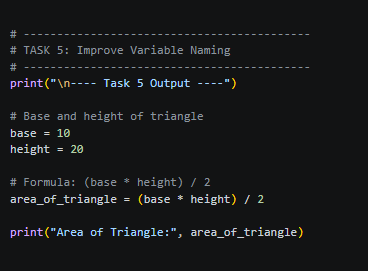 # -------------------------------------------
# TASK 5: Improve Variable Naming
# -------------------------------------------
print("\n---- Task 5 Output ----")
# Base and height of triangle
base = 10
height = 20
# Formula: (base * height) / 2
area_of_triangle = (base * height) / 2
print("Area of Triangle:", area_of_triangle)